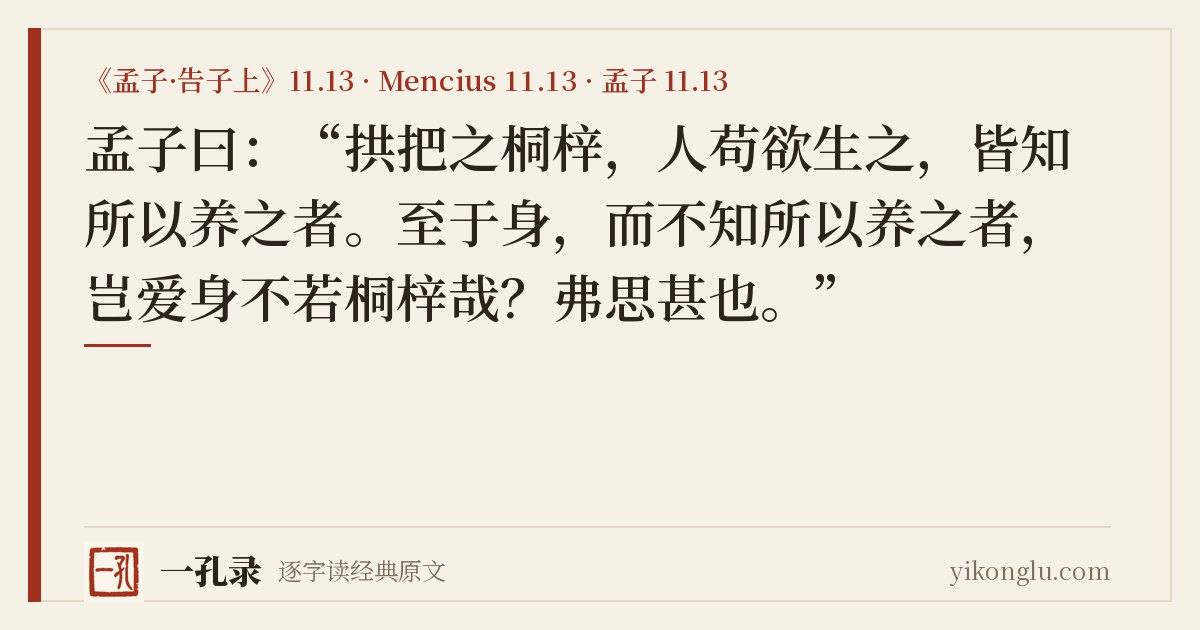 《孟子·告子上》11.13 · Mencius 11.13 · 孟子 11.13
孟子曰：“拱把之桐梓，人苟欲生之，皆知
所以养之者。至于身，而不知所以养之者，
岂爱身不若桐梓哉？弗思甚也。”
一孔
一孔录 逐字读经典原文 yikonglu.com